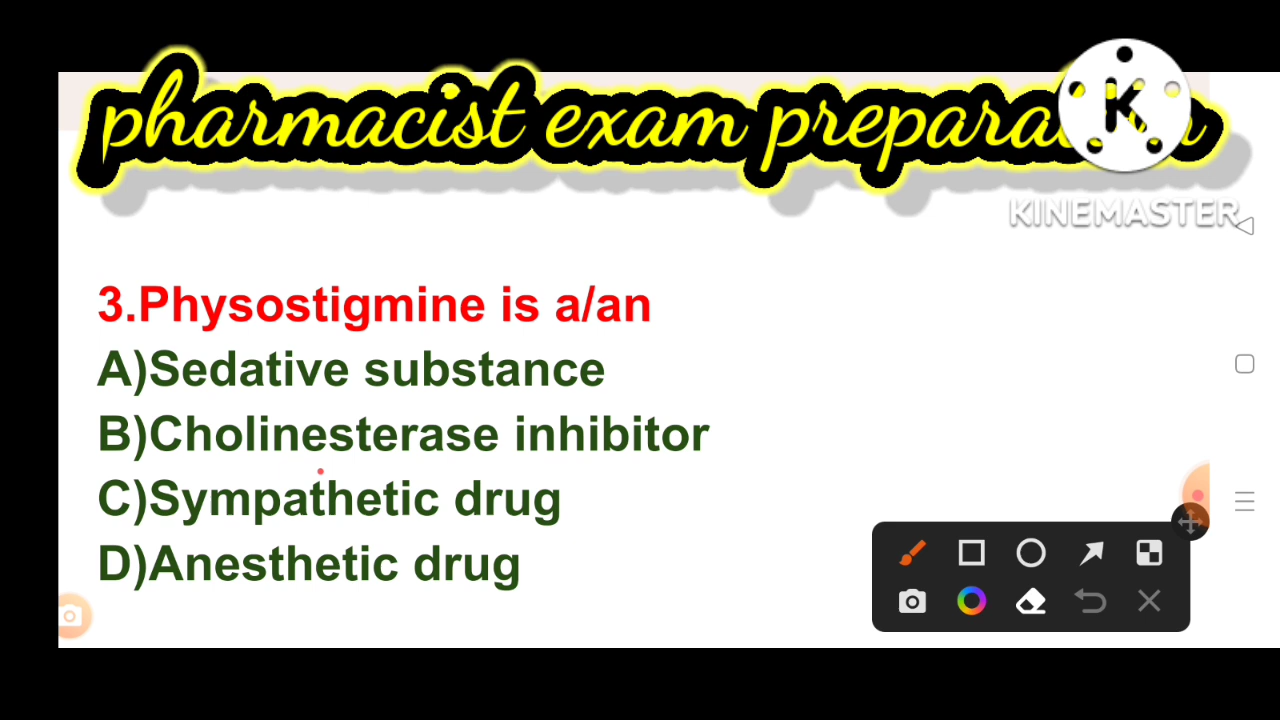 pharmacist exam prepara
K
KINEMASTER
3.Physostigmine is a/an
A)Sedative substance
B)Cholinesterase inhibitor
C)Sympathetic drug
D)Anesthetic drug